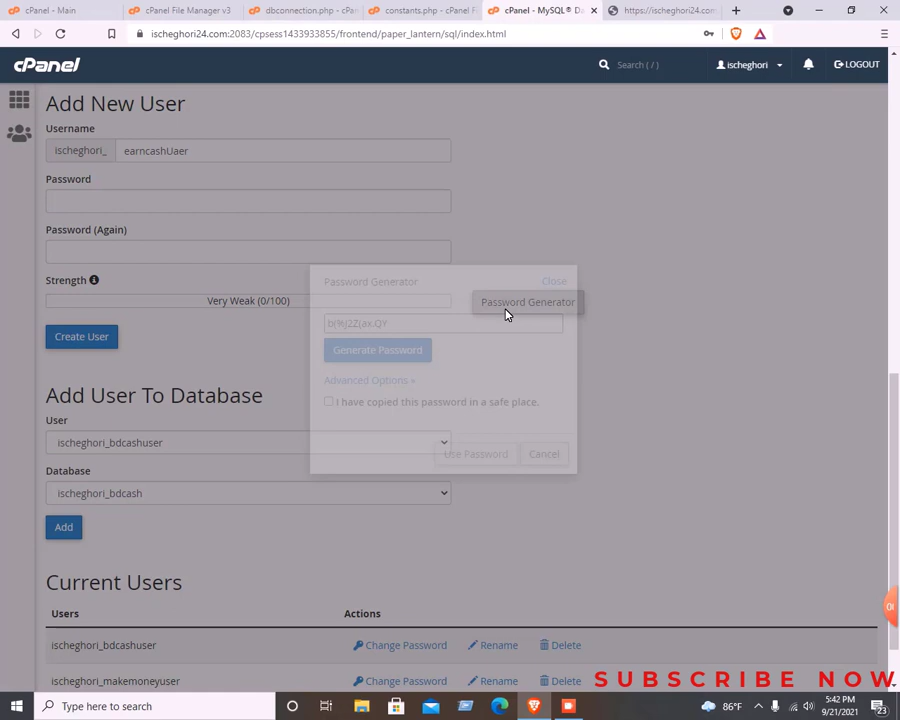 cPanel - Main
cPanel File Manager v3
dbconnection.php - cPan
constants.php - cPanel Fi
cPanel - MySQL® Da
https://ischeghori24.com
ischeghori24.com:2083/cpsess1433933855/frontend/paper_lantern/sql/index.html
cPanel
Search ( / )
ischeghori
LOGOUT
Add New User
Username
ischeghori_
earncashUaer
Password
Password (Again)
Password Generator
Close
Strength
Very Weak (0/100)
Password Generator
Create User
Generate Password
Advanced Options »
I have copied this password in a safe place.
Add User To Database
User
ischeghori_bdcashuser
Use Password
Cancel
Database
ischeghori_bdcash
Add
Current Users
Users
Actions
ischeghori_bdcashuser
Change Password
Rename
Delete
ischeghori_makemoneyuser
Change Password
Rename
Delete
SUBSCRIBE NOW
Type here to search
86°F
5:42 PM
9/21/2021
23